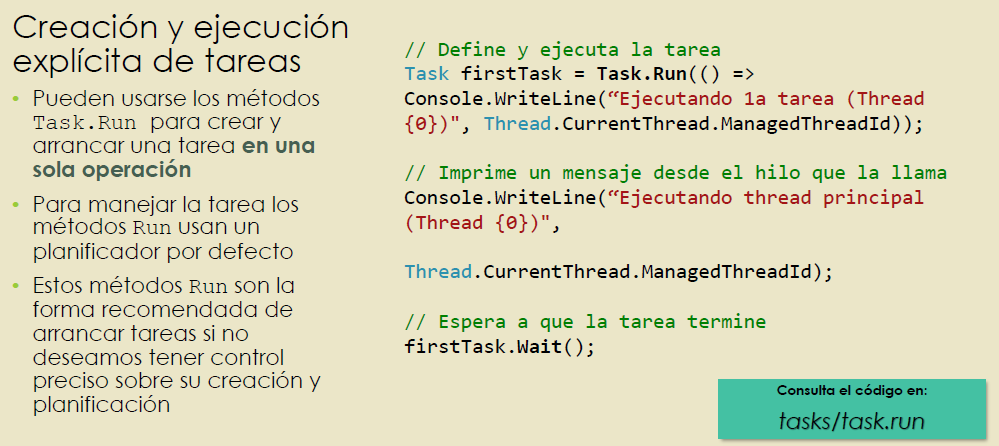 Creación y ejecución
explícita de tareas
• Pueden usarse los métodos
Task.Run para crear y
arrancar una tarea en una
sola operación
• Para manejar la tarea los
métodos Run usan un
planificador por defecto
• Estos métodos Run son la
forma recomendada de
arrancar tareas si no
deseamos tener control
preciso sobre su creación y
planificación
// Define y ejecuta la tarea
Task firstTask = Task.Run(() =>
Console.WriteLine(“Ejecutando 1a tarea (Thread
{0})", Thread.CurrentThread.ManagedThreadId));
// Imprime un mensaje desde el hilo que la llama
Console.WriteLine(“Ejecutando thread principal
(Thread {0})",
Thread.CurrentThread.ManagedThreadId);
// Espera a que la tarea termine
firstTask.Wait();
Consulta el código en:
tasks/task.run